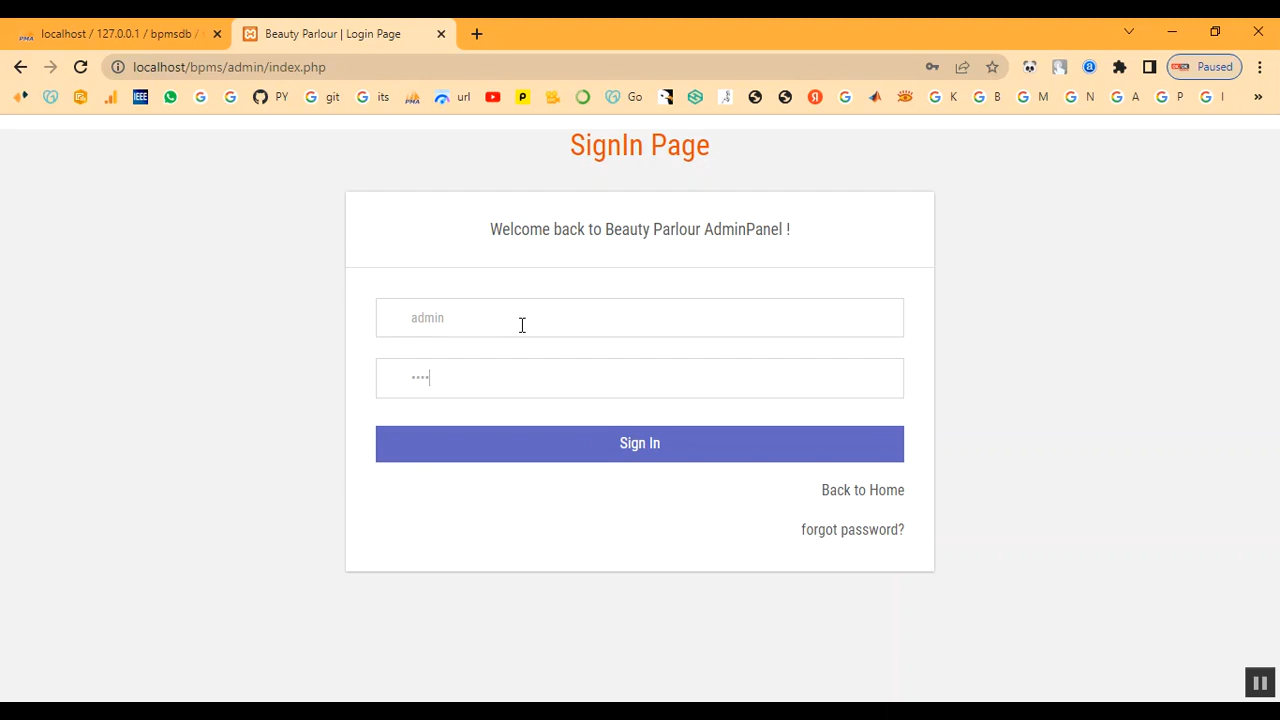 localhost / 127.0.0.1 / bpmsdb /
Beauty Parlour | Login Page
localhost/bpms/admin/index.php
Paused
IEEE
PY
git
its
url
Go
K
B
M
N
A
P
I
»
SignIn Page
Welcome back to Beauty Parlour AdminPanel !
admin
••••
Sign In
Back to Home
forgot password?